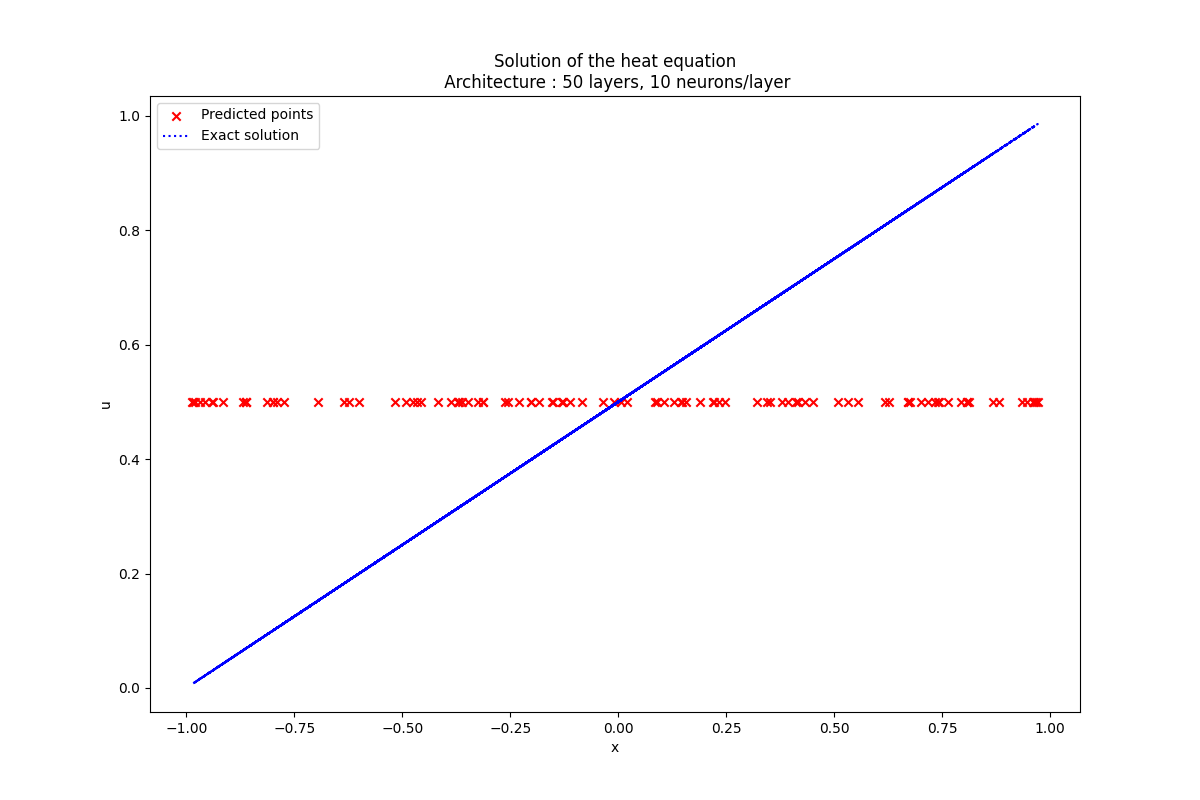 Solution of the heat equation
Architecture : 50 layers, 10 neurons/layer
Predicted points
Exact solution
1.0
0.8
0.6
0.4
0.2
0.0
u
−1.00 −0.75 −0.50 −0.25 0.00 0.25 0.50 0.75 1.00
x